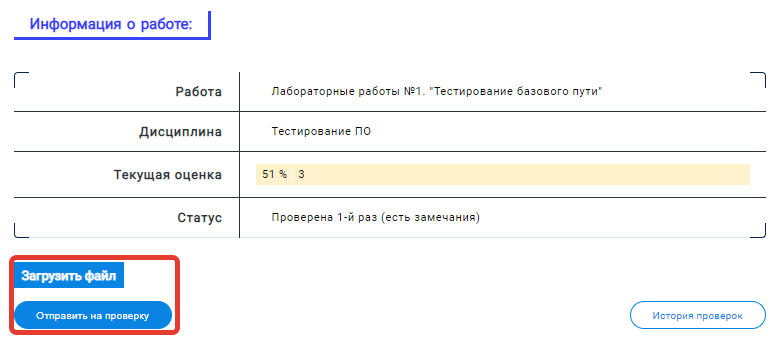 Информация о работе:
Работа Лабораторные работы №1. "Тестирование базового пути"
Дисциплина Тестирование ПО
Текущая оценка 51 % 3
Статус Проверена 1-й раз (есть замечания)
Загрузить файл
Отправить на проверку История проверок